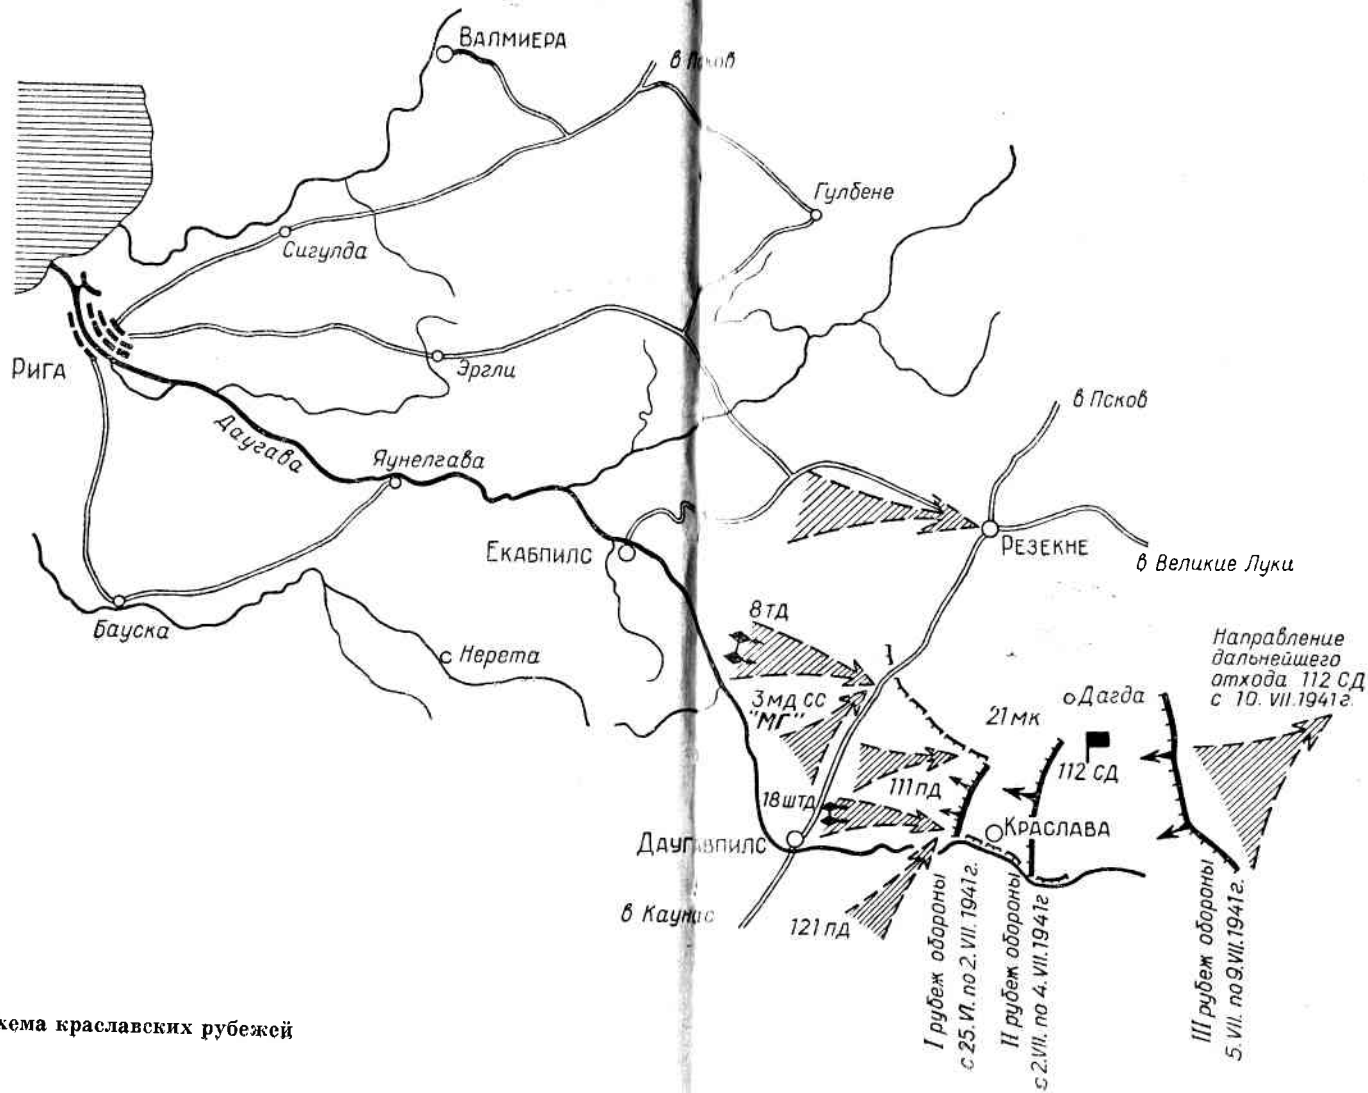 Валмиера
в Псков
Гулбене
Сигулда
Рига
Эргли
Даугава
Яунелгава
в Псков
Екабпилс
Резекне
в Великие Луки
Бауска
Нерета
8 ТД
3 МД СС
"МГ"
Направление
дальнейшего
отхода 112 СД
с 10. VII.1941г.
Дагда
21 МК
112 СД
111 ПД
18 ШТД
Краслава
Даугавпилс
в Каунас
121 ПД
I рубеж обороны
с 25.VI. по 2.VII.1941г.
II рубеж обороны
с 2.VII. по 4.VII.1941г
III рубеж обороны
5.VII. по 9.VII.1941г.
хема краславских рубежей